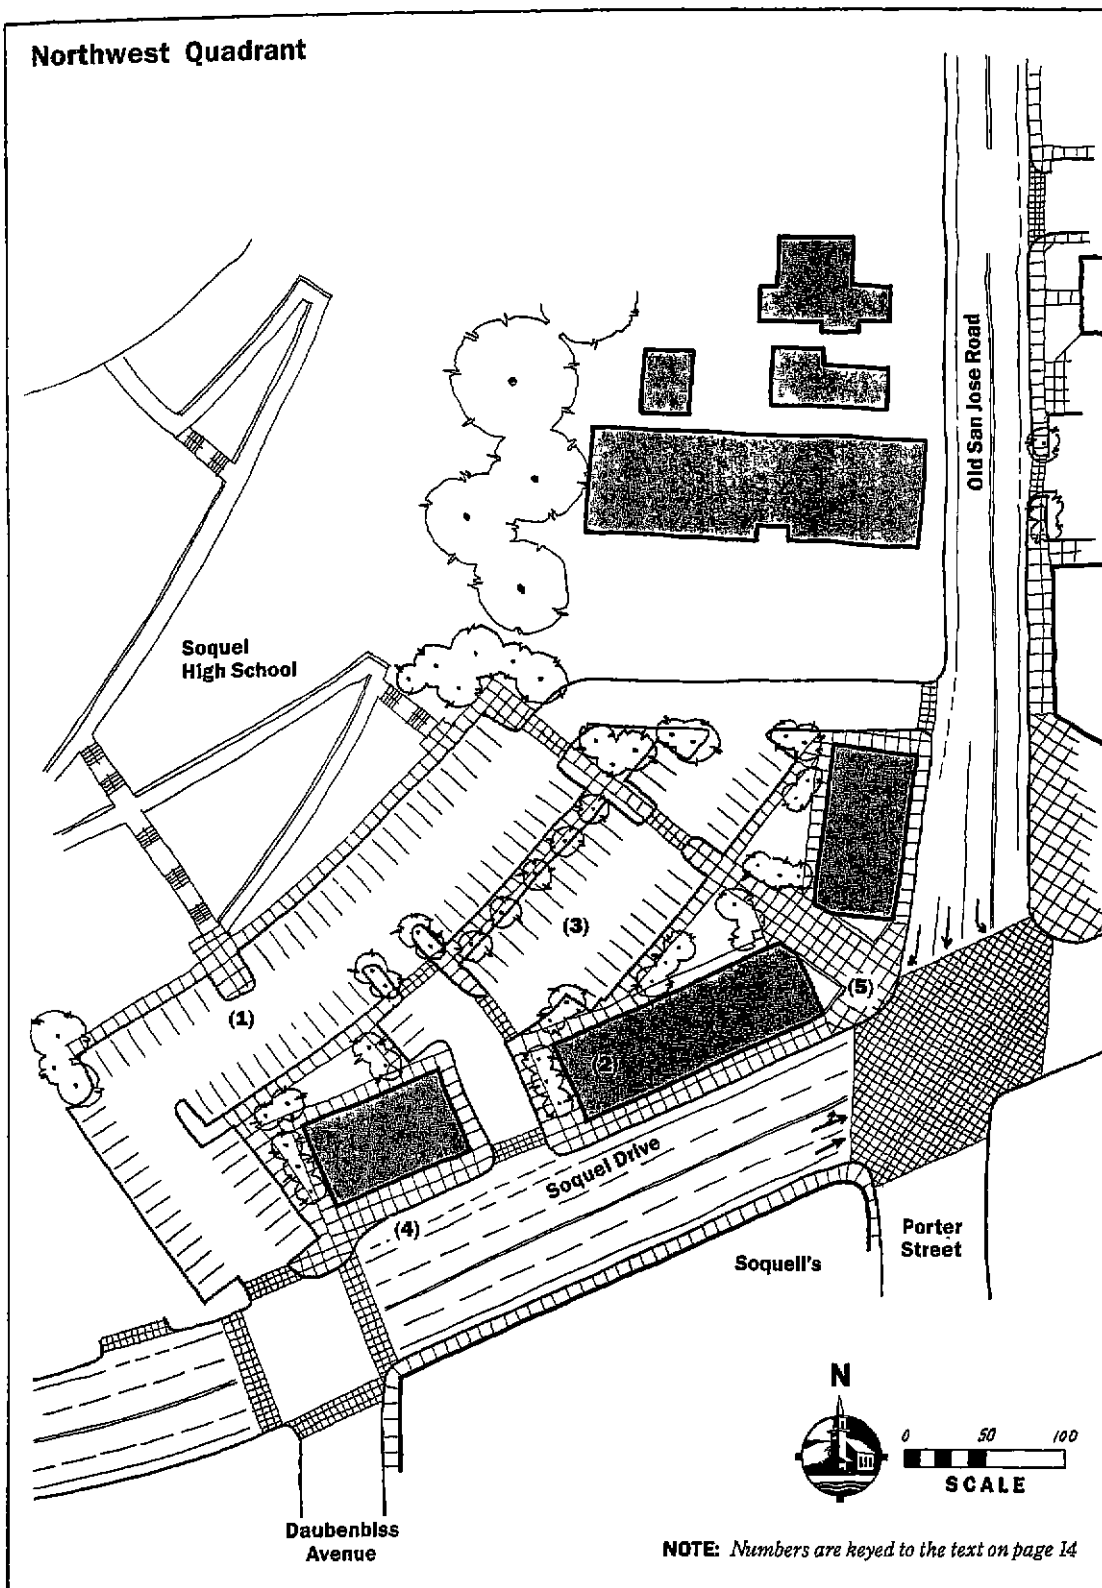 Northwest Quadrant
Old San Jose Road
Soquel
High School
(3)
(1)
(5)
(2)
Soquel Drive
(4)
Porter
Street
Soquell's
N
0 50 100
SCALE
Daubenbiss
Avenue
NOTE: Numbers are keyed to the text on page 14